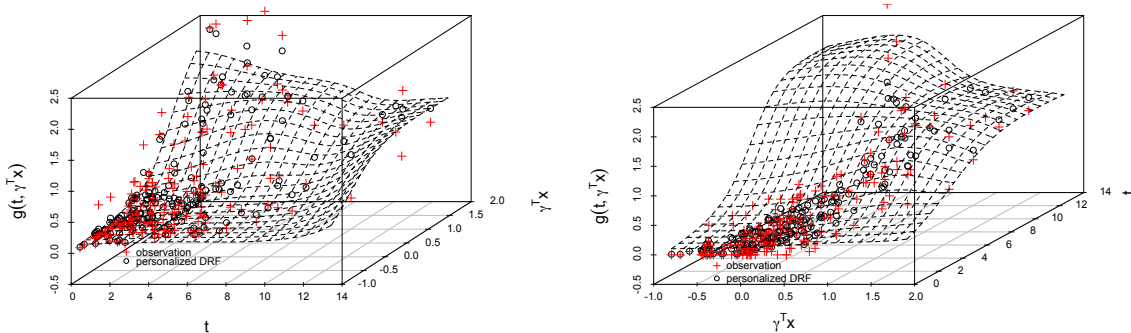 g(t, γᵀx)
2.5
2.0
1.5
1.0
0.5
0.0
-0.5
0 2 4 6 8 10 12 14
t
-1.0 -0.5 0.0 0.5 1.0 1.5 2.0
γᵀx
+ observation
o personalized DRF
g(t, γᵀx)
2.5
2.0
1.5
1.0
0.5
0.0
-0.5
-1.0 -0.5 0.0 0.5 1.0 1.5 2.0
γᵀx
0 2 4 6 8 10 12 14
t
+ observation
o personalized DRF